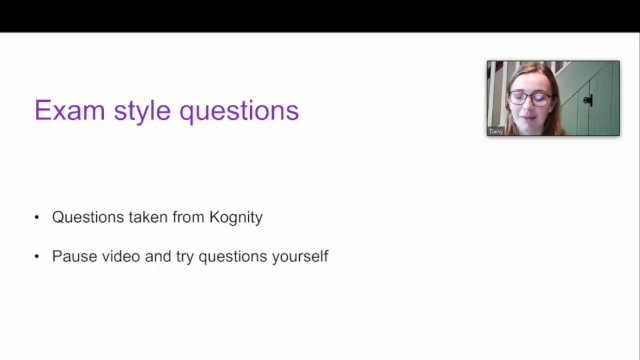 Exam style questions
Daisy
• Questions taken from Kognity
• Pause video and try questions yourself